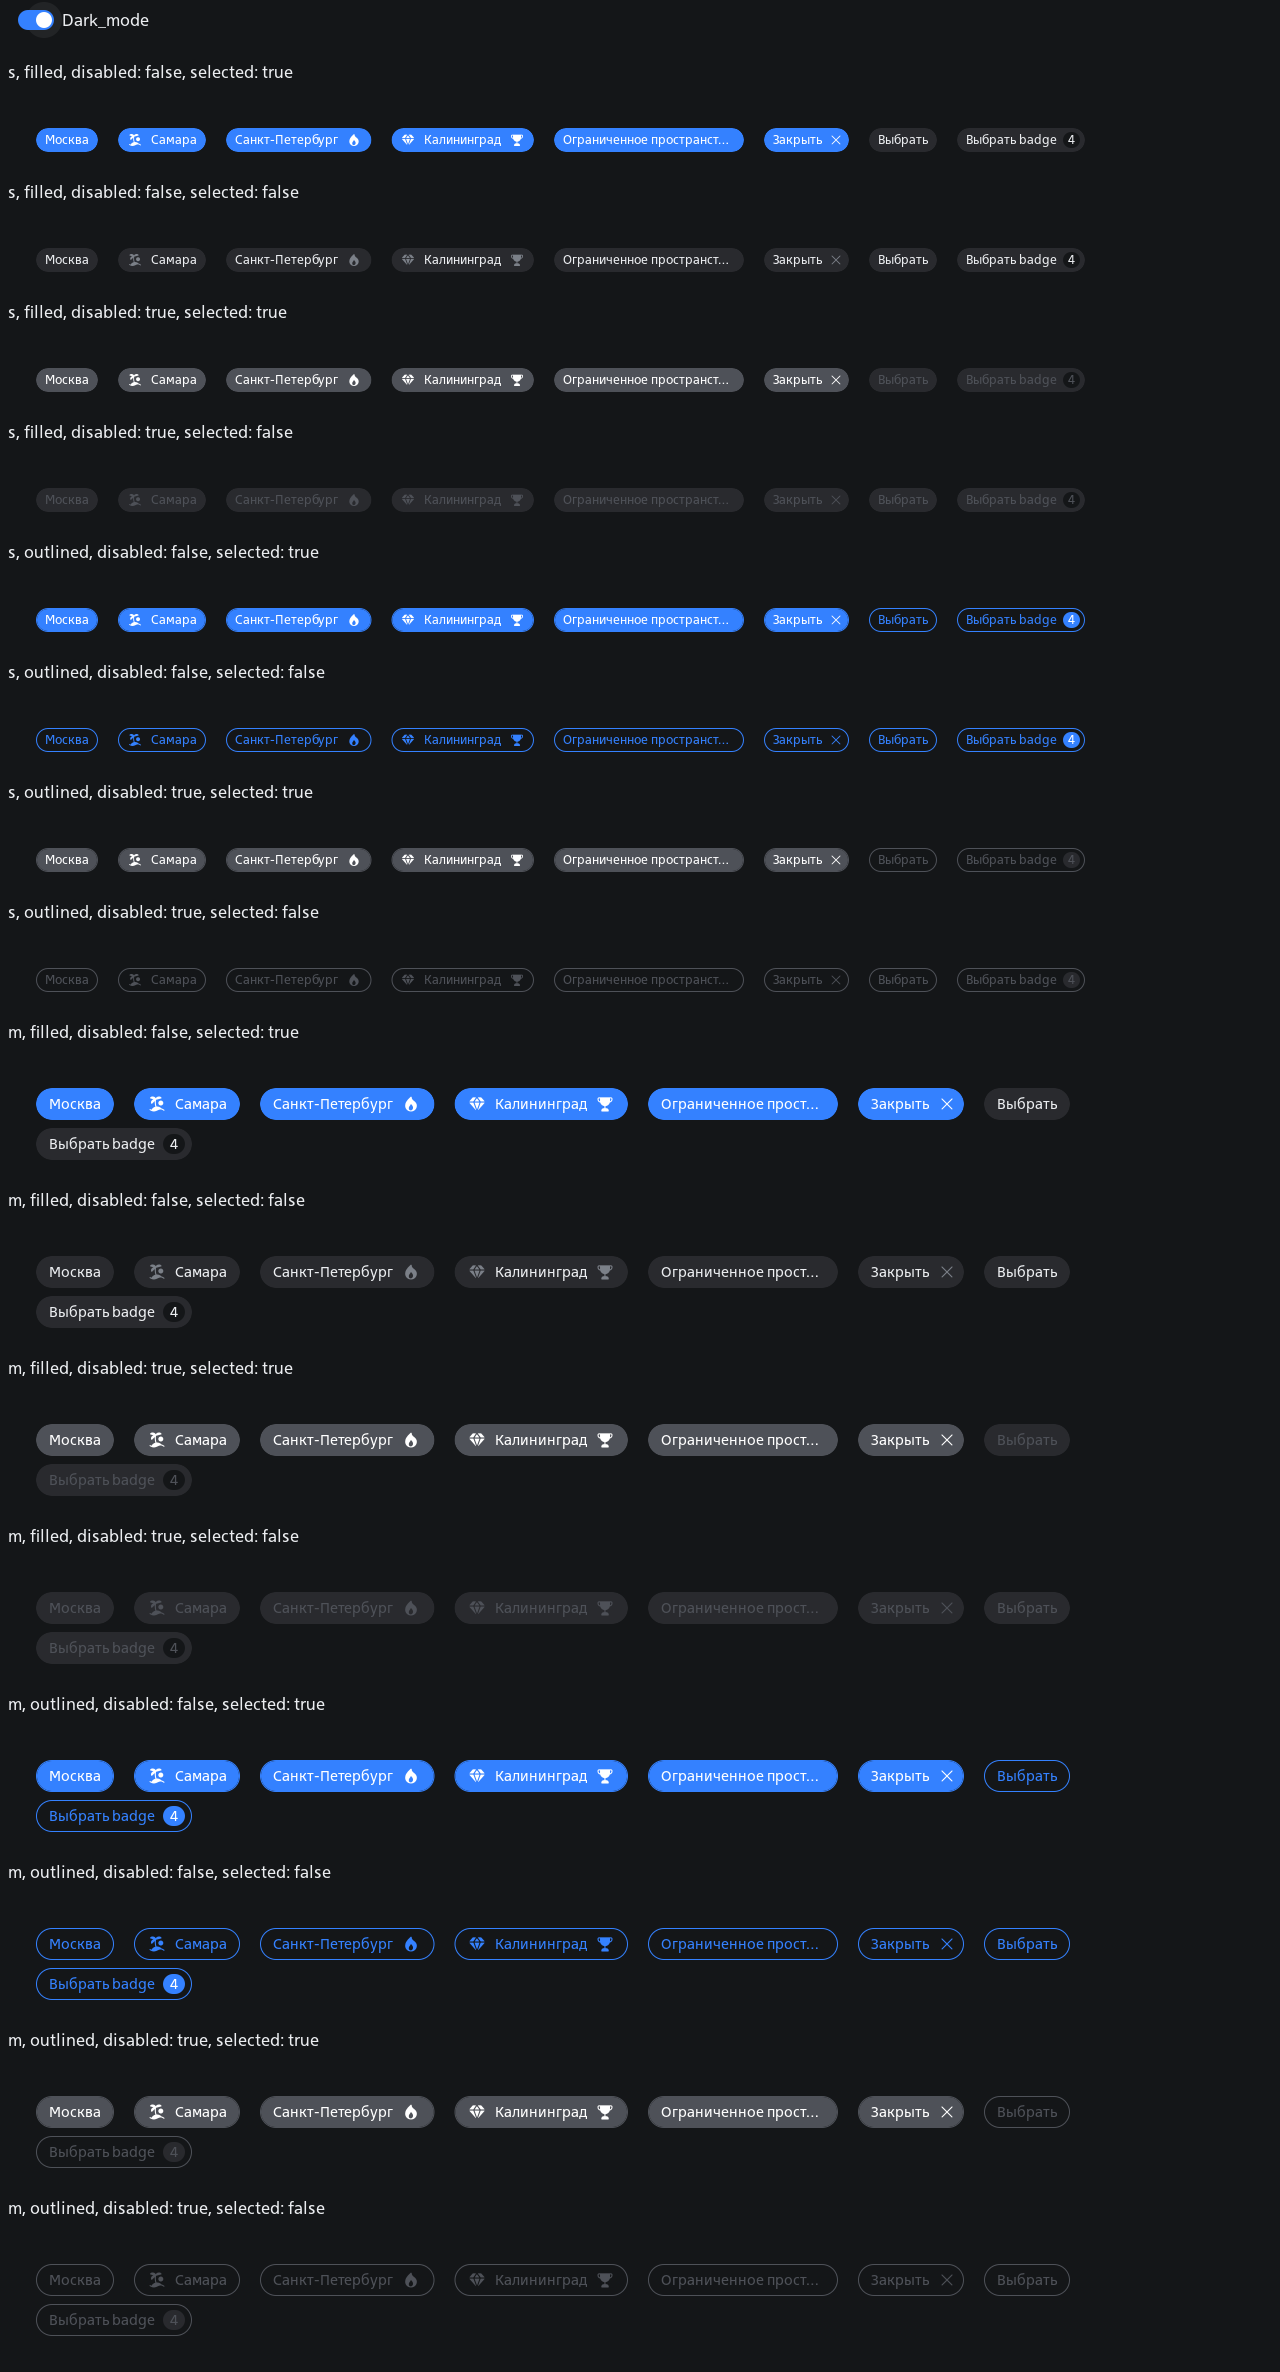 Dark_mode
s, filled, disabled: false, selected: true
Москва Самара Санкт-Петербург Калининград Ограниченное пространст... Закрыть Выбрать Выбрать badge 4
s, filled, disabled: false, selected: false
Москва Самара Санкт-Петербург Калининград Ограниченное пространст... Закрыть Выбрать Выбрать badge 4
s, filled, disabled: true, selected: true
Москва Самара Санкт-Петербург Калининград Ограниченное пространст... Закрыть Выбрать Выбрать badge 4
s, filled, disabled: true, selected: false
Москва Самара Санкт-Петербург Калининград Ограниченное пространст... Закрыть Выбрать Выбрать badge 4
s, outlined, disabled: false, selected: true
Москва Самара Санкт-Петербург Калининград Ограниченное пространст... Закрыть Выбрать Выбрать badge 4
s, outlined, disabled: false, selected: false
Москва Самара Санкт-Петербург Калининград Ограниченное пространст... Закрыть Выбрать Выбрать badge 4
s, outlined, disabled: true, selected: true
Москва Самара Санкт-Петербург Калининград Ограниченное пространст... Закрыть Выбрать Выбрать badge 4
s, outlined, disabled: true, selected: false
Москва Самара Санкт-Петербург Калининград Ограниченное пространст... Закрыть Выбрать Выбрать badge 4
m, filled, disabled: false, selected: true
Москва Самара Санкт-Петербург Калининград Ограниченное прост... Закрыть Выбрать
Выбрать badge 4
m, filled, disabled: false, selected: false
Москва Самара Санкт-Петербург Калининград Ограниченное прост... Закрыть Выбрать
Выбрать badge 4
m, filled, disabled: true, selected: true
Москва Самара Санкт-Петербург Калининград Ограниченное прост... Закрыть Выбрать
Выбрать badge 4
m, filled, disabled: true, selected: false
Москва Самара Санкт-Петербург Калининград Ограниченное прост... Закрыть Выбрать
Выбрать badge 4
m, outlined, disabled: false, selected: true
Москва Самара Санкт-Петербург Калининград Ограниченное прост... Закрыть Выбрать
Выбрать badge 4
m, outlined, disabled: false, selected: false
Москва Самара Санкт-Петербург Калининград Ограниченное прост... Закрыть Выбрать
Выбрать badge 4
m, outlined, disabled: true, selected: true
Москва Самара Санкт-Петербург Калининград Ограниченное прост... Закрыть Выбрать
Выбрать badge 4
m, outlined, disabled: true, selected: false
Москва Самара Санкт-Петербург Калининград Ограниченное прост... Закрыть Выбрать
Выбрать badge 4